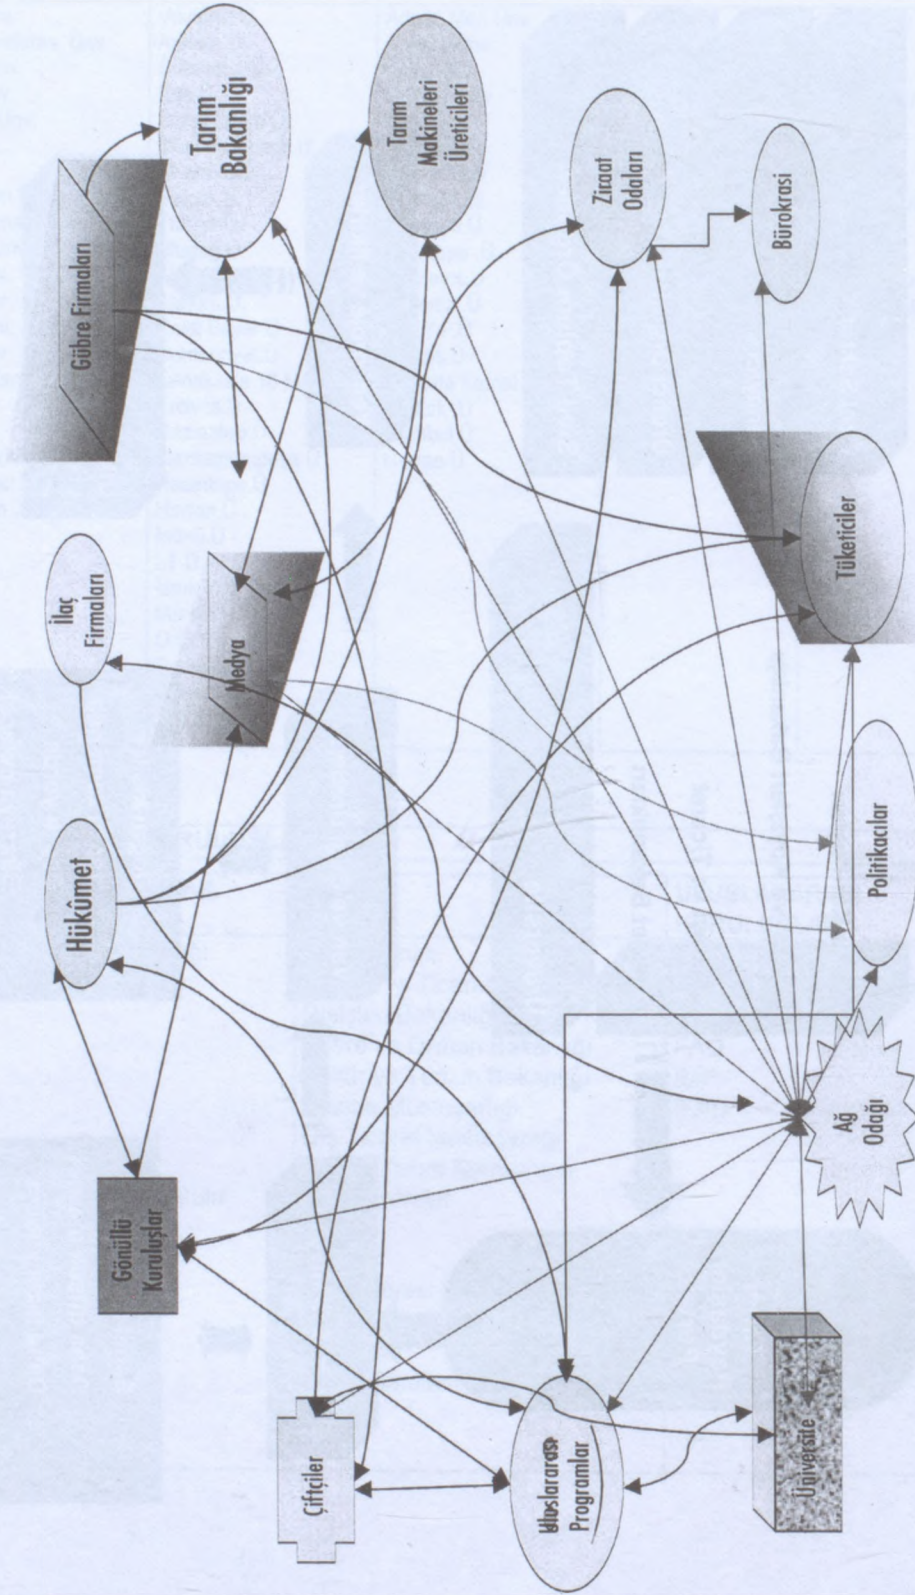 Gönüllü
Kuruluşlar
Hükûmet
İlaç
Firmaları
Gübre Firmaları
Medya
Tarım
Bakanlığı
Çiftçiler
Tarım
Makineleri
Üreticileri
Uluslararası
Programlar
Ziraat
Odaları
Üniversite
Ağ
Odağı
Politikacılar
Tüketiciler
Bürokrasi